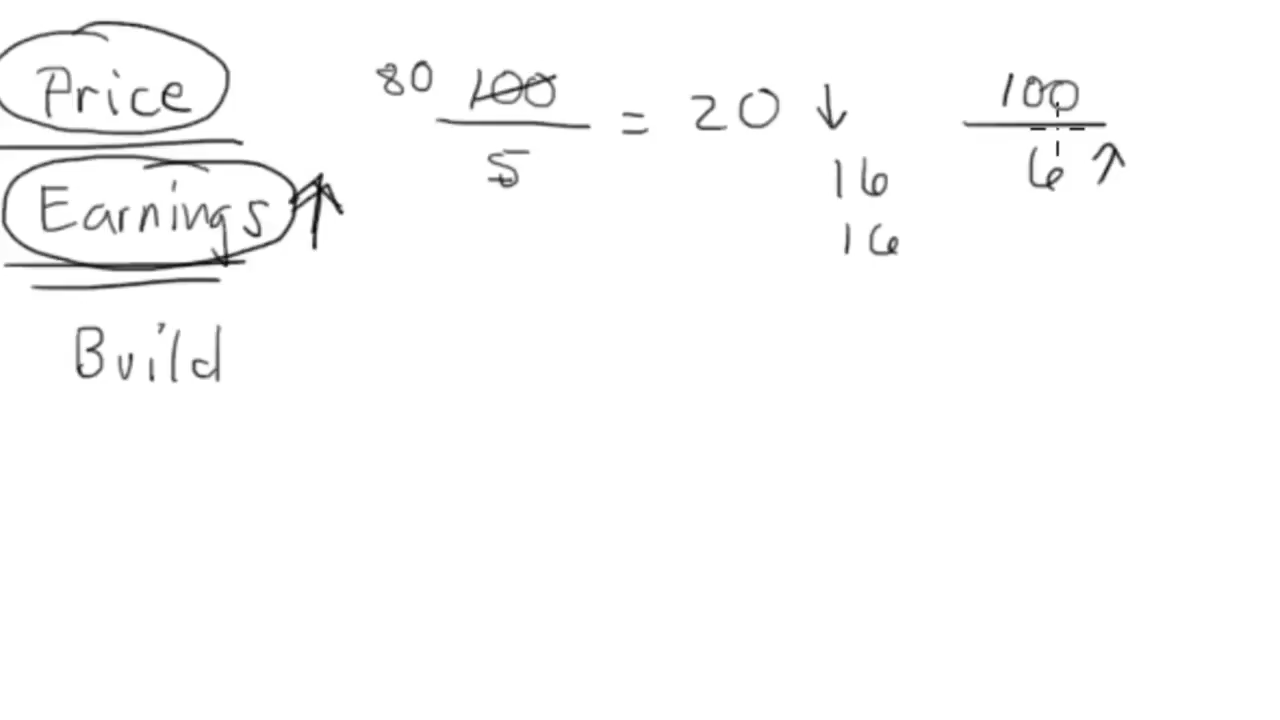 Price
Earnings
Build
80 100
5
= 20 ↓
16
16
100
6 ↑